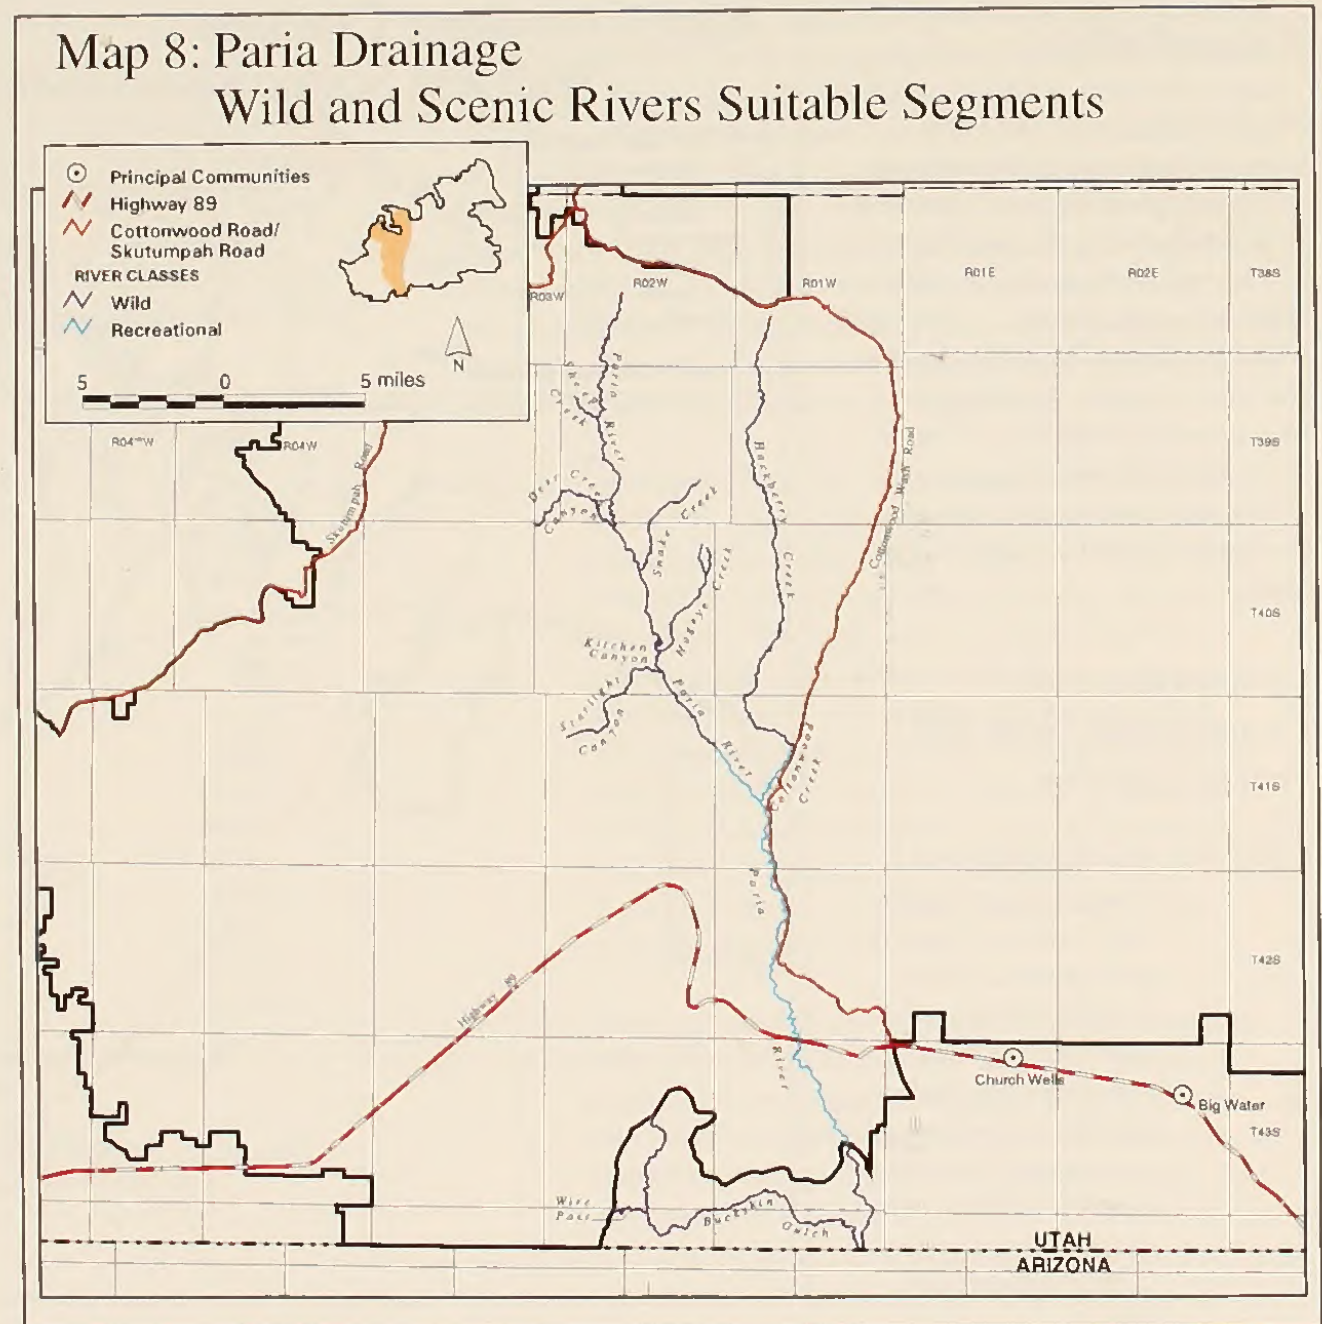 Map 8: Paria Drainage
Wild and Scenic Rivers Suitable Segments
Principal Communities
Highway 89
Cottonwood Road/
Skutumpah Road
RIVER CLASSES
Wild
Recreational
N
5 0 5 miles
R03W
R02W
R01W
R01E
R02E
T38S
R04W
Skutumpah Road
Sheep
Creek
Paria River
Hackberry Creek
Cottonwood Wash Road
T39S
Deer Creek
Canyon
Snake Creek
Hogeye Creek
T40S
Kitchen
Canyon
Starlight
Canyon
Paria River
Cottonwood
Creek
T41S
Paria
River
T42S
Highway 89
Church Wells
Big Water
T43S
Wire
Pass
Buckskin Gulch
UTAH
ARIZONA